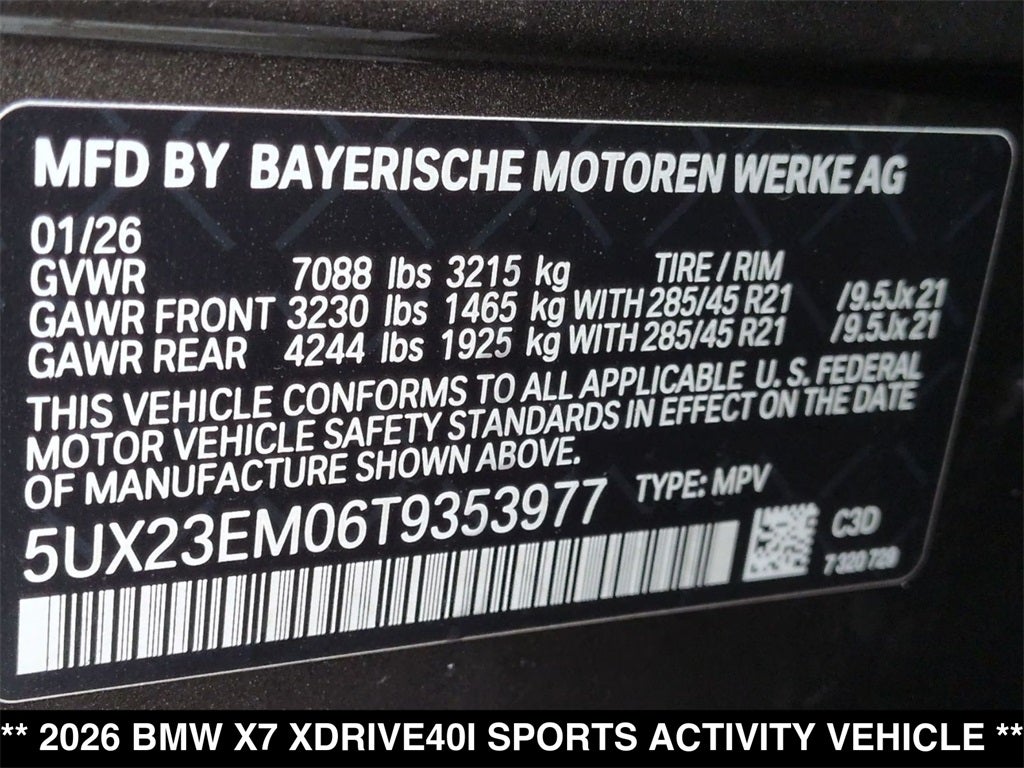 MFD BY BAYERISCHE MOTOREN WERKE AG
01/26
GVWR 7088 lbs 3215 kg TIRE / RIM
GAWR FRONT 3230 lbs 1465 kg WITH 285/45 R21 /9.5Jx21
GAWR REAR 4244 lbs 1925 kg WITH 285/45 R21 /9.5Jx21
THIS VEHICLE CONFORMS TO ALL APPLICABLE U.S. FEDERAL
MOTOR VEHICLE SAFETY STANDARDS IN EFFECT ON THE DATE
OF MANUFACTURE SHOWN ABOVE.
5UX23EM06T9353977 TYPE: MPV
C3D
7 320 720
** 2026 BMW X7 XDRIVE40I SPORTS ACTIVITY VEHICLE **